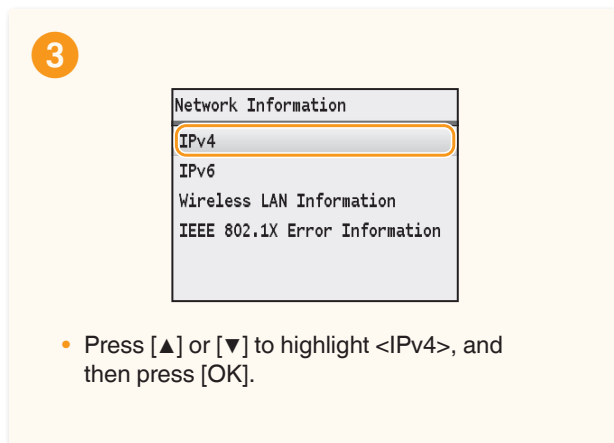 3
Network Information
IPv4
IPv6
Wireless LAN Information
IEEE 802.1X Error Information
• Press [▲] or [▼] to highlight <IPv4>, and
then press [OK].